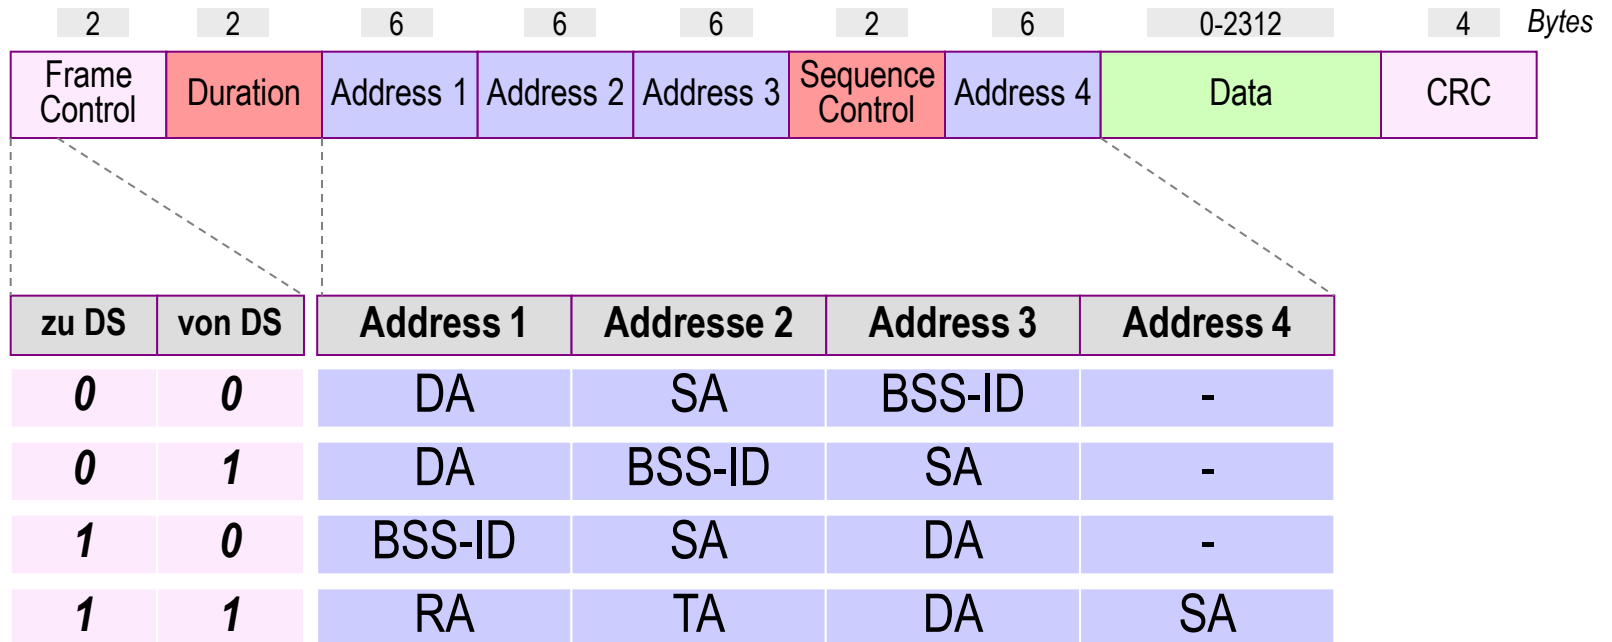 2 2 6 6 6 2 6 0-2312 4 Bytes
Frame Control Duration Address 1 Address 2 Address 3 Sequence Control Address 4 Data CRC
zu DS von DS Address 1 Addresse 2 Address 3 Address 4
0 0 DA SA BSS-ID -
0 1 DA BSS-ID SA -
1 0 BSS-ID SA DA -
1 1 RA TA DA SA